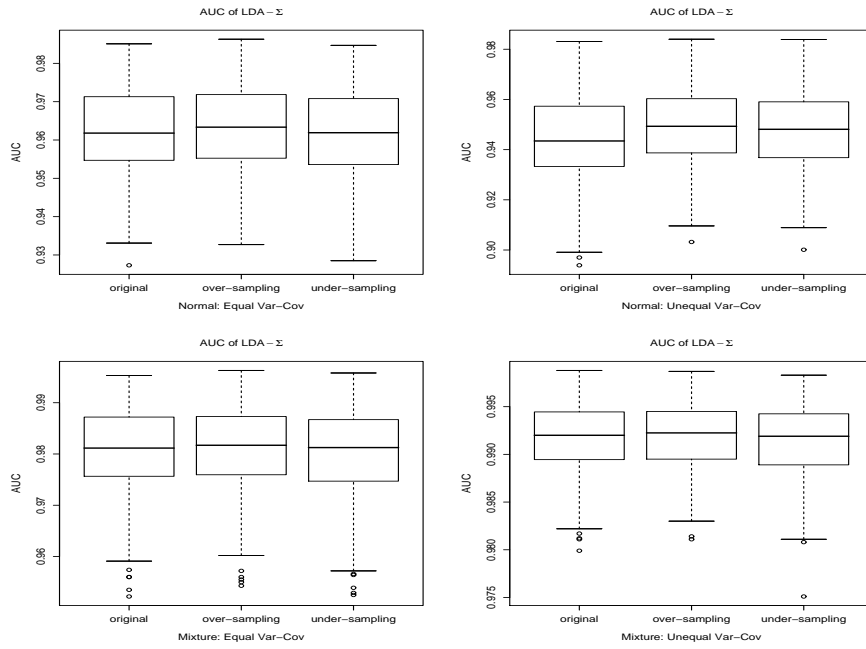 AUC of LDA − Σ
AUC
0.93 0.94 0.95 0.96 0.97 0.98
original over−sampling under−sampling
Normal: Equal Var−Cov
AUC of LDA − Σ
AUC
0.90 0.92 0.94 0.96 0.98
original over−sampling under−sampling
Normal: Unequal Var−Cov
AUC of LDA − Σ
AUC
0.96 0.97 0.98 0.99
original over−sampling under−sampling
Mixture: Equal Var−Cov
AUC of LDA − Σ
AUC
0.975 0.980 0.985 0.990 0.995
original over−sampling under−sampling
Mixture: Unequal Var−Cov